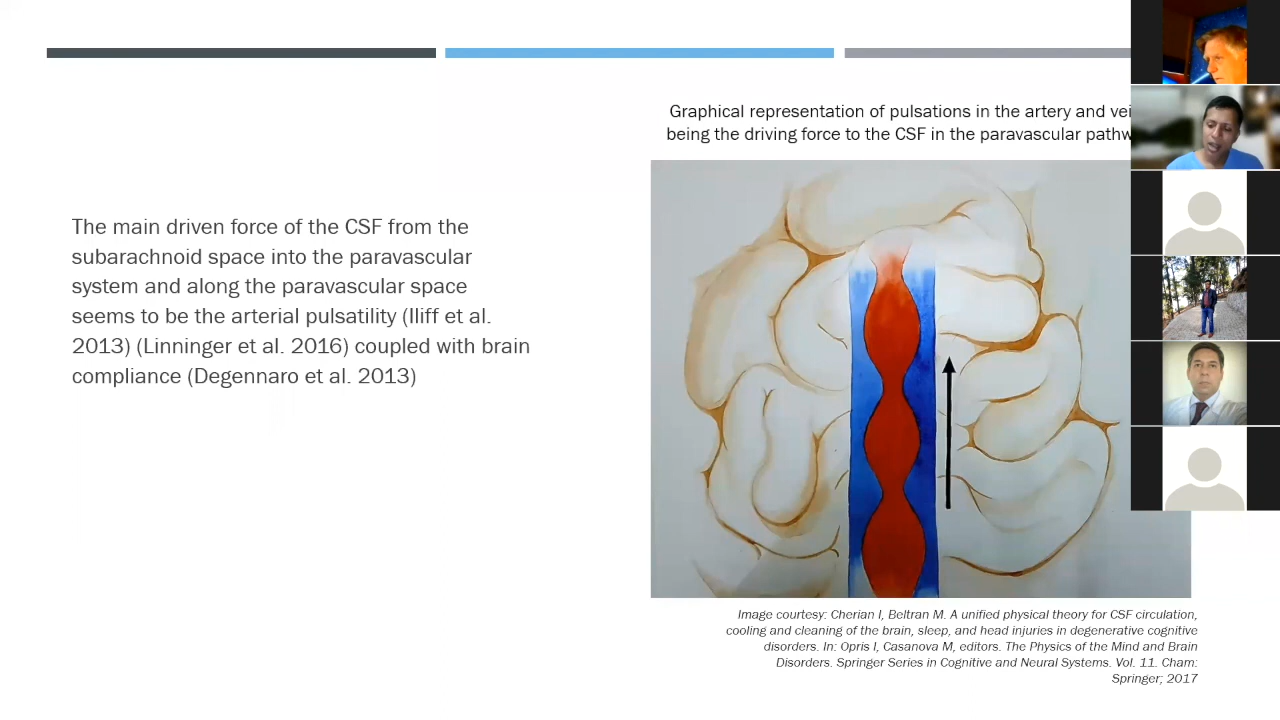 Graphical representation of pulsations in the artery and
being the driving force to the CSF in the paravascular
The main driven force of the CSF from the
subarachnoid space into the paravascular
system and along the paravascular space
seems to be the arterial pulsatility (Iliff et al.
2013) (Linninger et al. 2016) coupled with brain
compliance (Degennaro et al. 2013)
Image courtesy: Cherian I, Beltran M. A unified physical theory for CSF circulation,
cooling and cleaning of the brain, sleep, and head injuries in degenerative cognitive
disorders. In: Opris I, Casanova M, editors. The Physics of the Mind and Brain
Disorders. Springer Series in Cognitive and Neural Systems. Vol. 11. Cham:
Springer; 2017